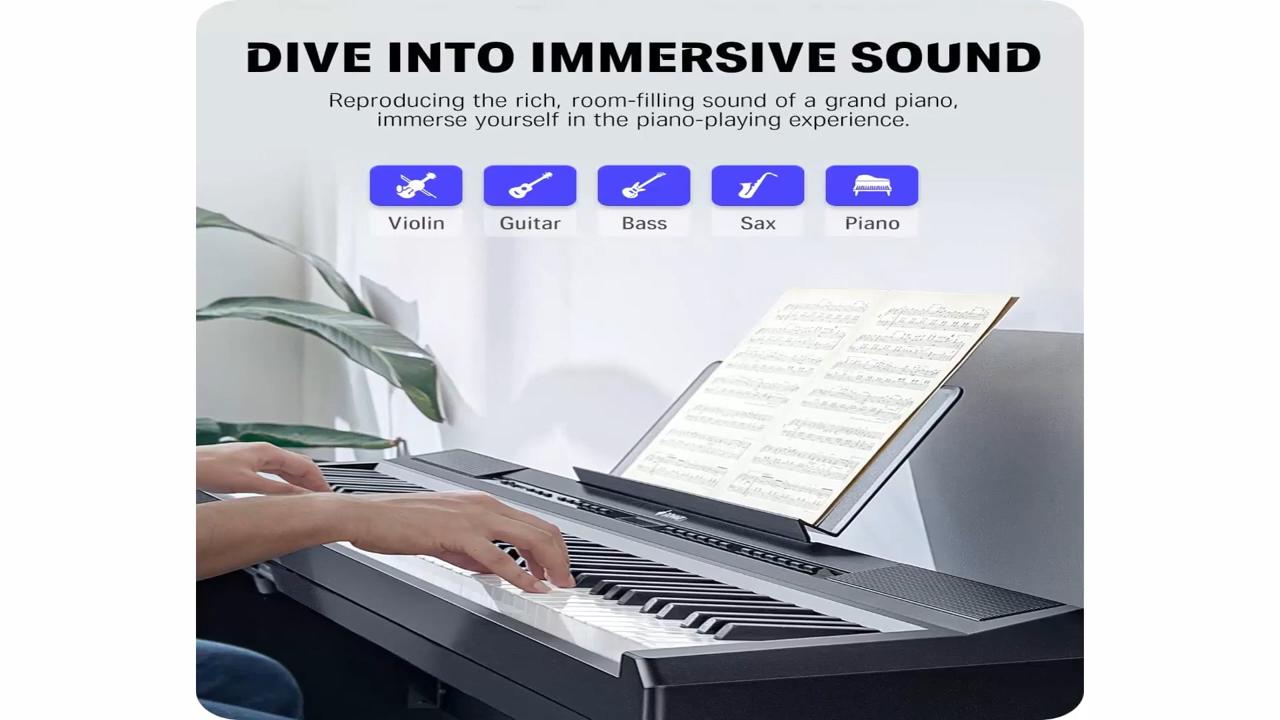 DIVE INTO IMMERSIVE SOUND
Reproducing the rich, room-filling sound of a grand piano,
immerse yourself in the piano-playing experience.
Violin
Guitar
Bass
Sax
Piano